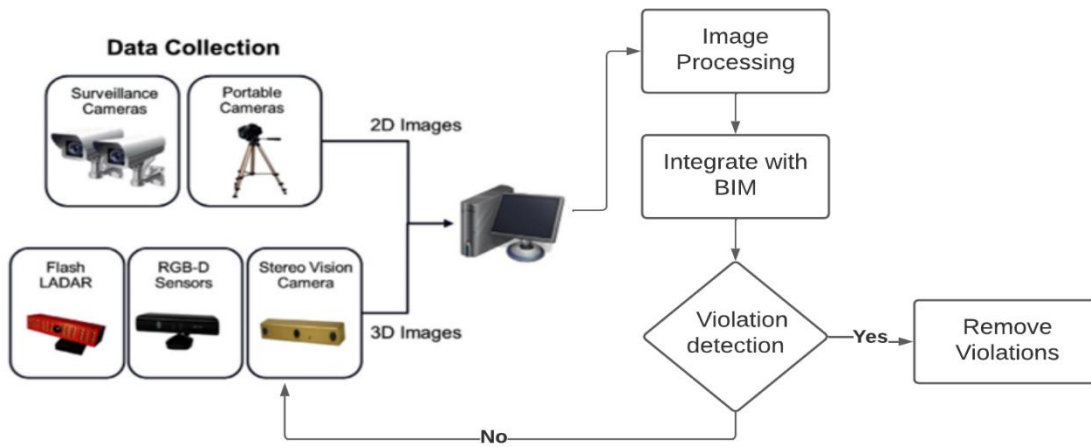 Data Collection
Surveillance
Cameras
Portable
Cameras
2D Images
Flash
LADAR
RGB-D
Sensors
Stereo Vision
Camera
3D Images
Image
Processing
Integrate with
BIM
Violation
detection
Yes
Remove
Violations
No